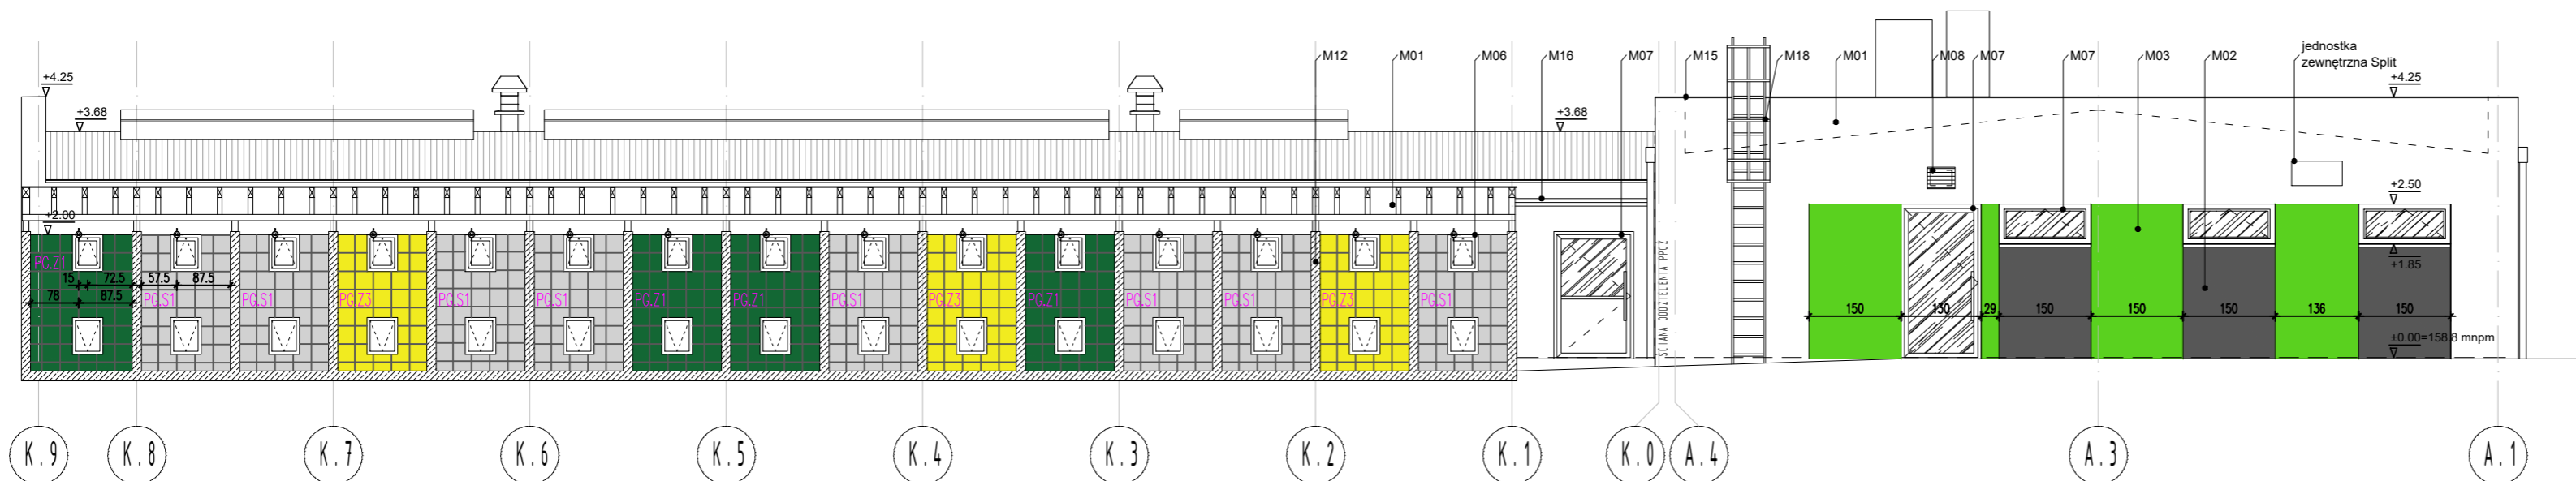 +4.25
+3.68
M12
M01
M06
M16
M07
M15
M18
M01
M08
M07
M07
M03
M02
jednostka
zewnętrzna Split
+4.25
+3.68
+2.50
+2.00
+1.85
PG.Z1
15 72.5 57.5 87.5
78 87.5
PG.S1
PG.S1
PG.Z3
PG.S1
PG.S1
PG.Z1
PG.Z1
PG.S1
PG.Z3
PG.Z1
PG.S1
PG.S1
PG.Z3
PG.S1
ŚCIANA ODDZIELENIA PPOŻ
150 130 29 150 150 150 136 150
±0.00=158.8 mnpm
K.9 K.8 K.7 K.6 K.5 K.4 K.3 K.2 K.1 K.0 A.4 A.3 A.1